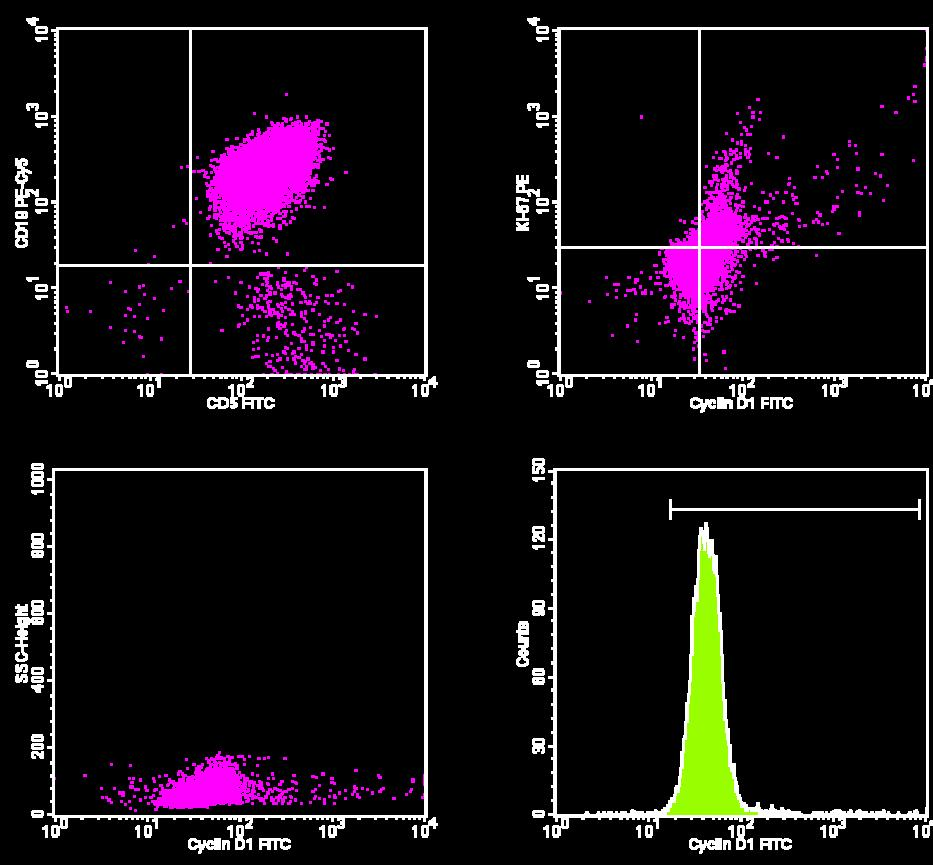 10^4
10^3
10^2
10^1
10^0
CD19 PE-Cy5
10^0 10^1 10^2 10^3 10^4
CD5 FITC
10^4
10^3
10^2
10^1
10^0
KI-67 PE
10^0 10^1 10^2 10^3 10^4
Cyclin D1 FITC
1000
800
600
400
200
0
SSC-Height
10^0 10^1 10^2 10^3 10^4
Cyclin D1 FITC
150
120
90
60
30
0
Counts
10^0 10^1 10^2 10^3 10^4
Cyclin D1 FITC